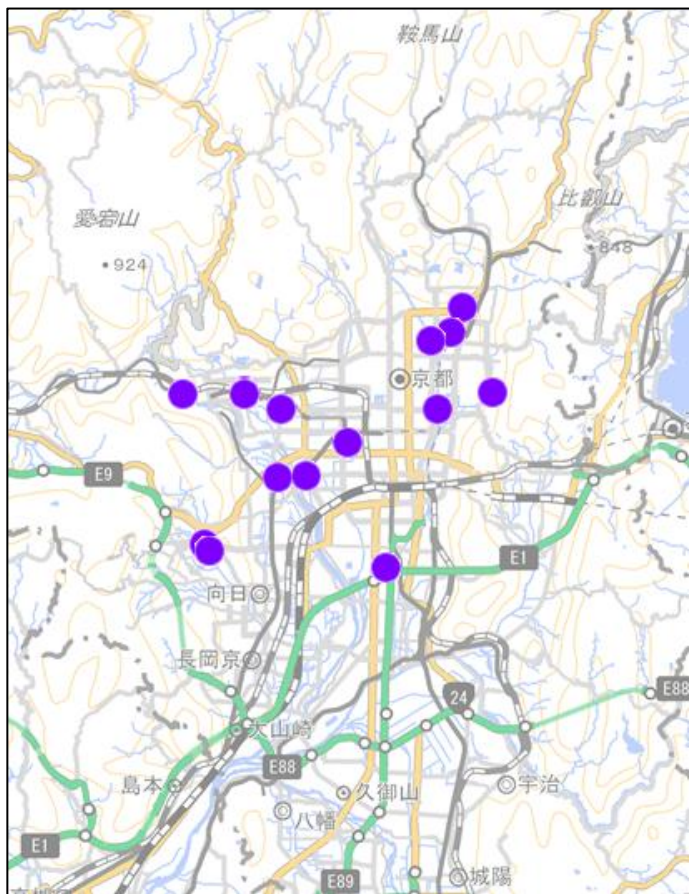 鞍馬山
比叡山
愛宕山
848
924
京都
E9
E1
向日
長岡京
24
E88
大山崎
E88
島本
宇治
久御山
八幡
E1
城陽
E89